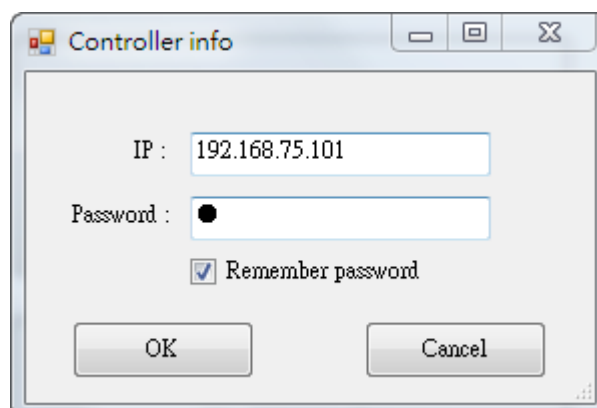 Controller info
IP : 192.168.75.101
Password : ●
Remember password
OK Cancel